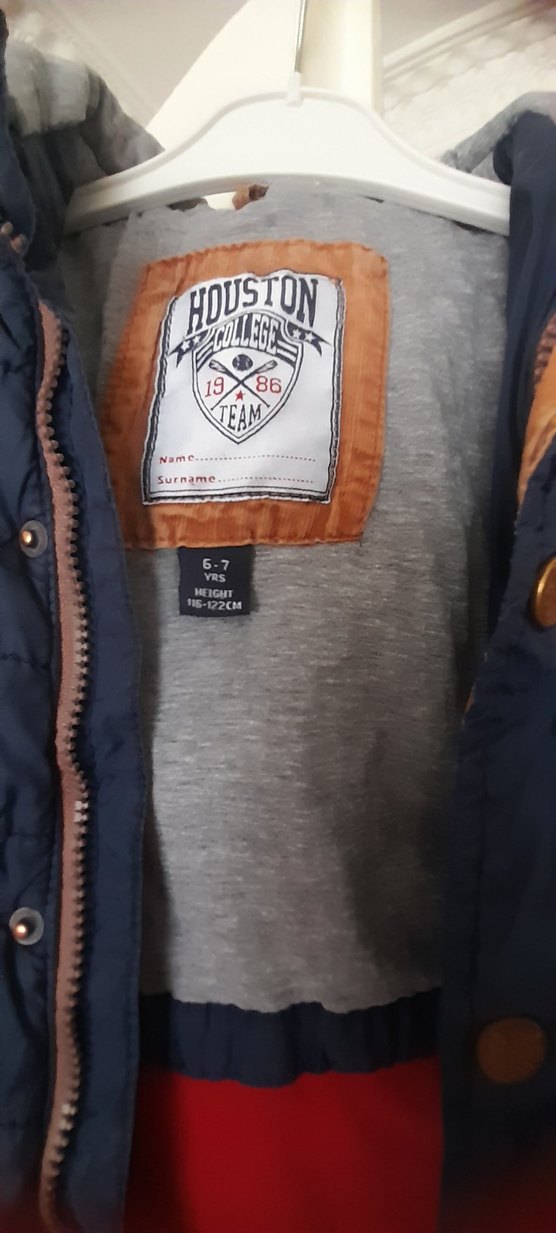 HOUSTON
COLLEGE
19 86
TEAM
Name
Surname
6-7
YRS
HEIGHT
116-122CM